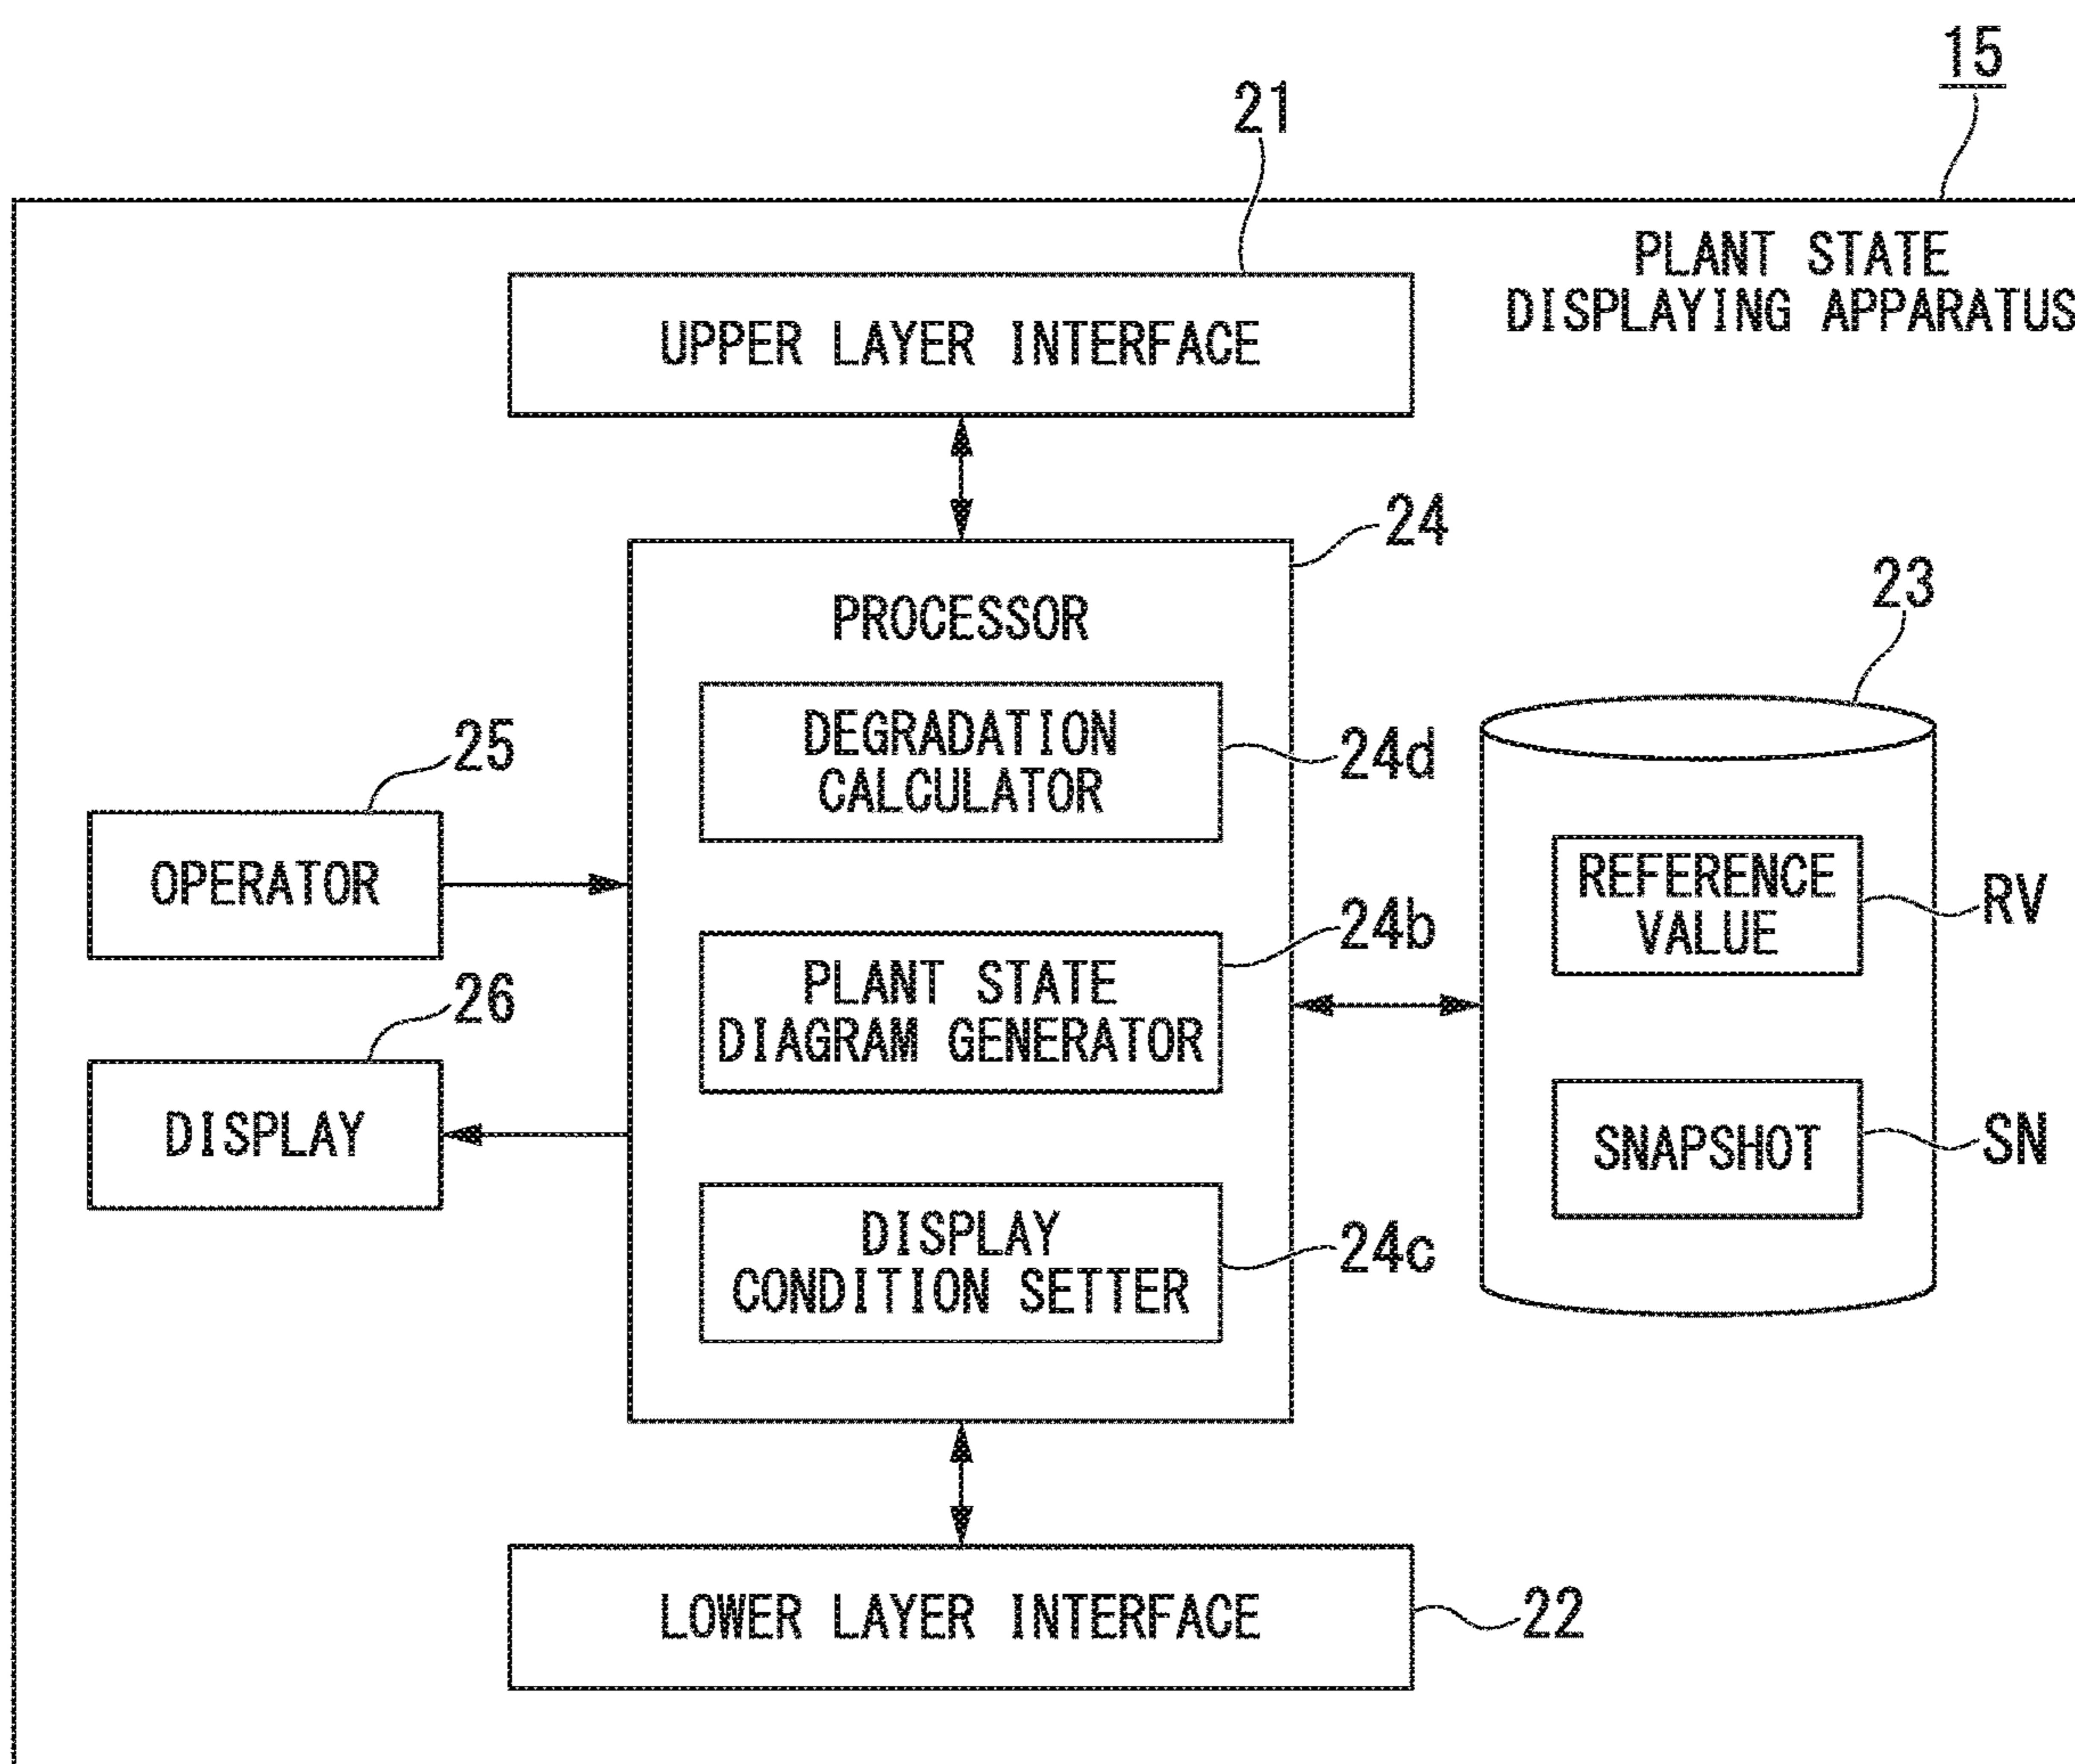 15
21
PLANT STATE
DISPLAYING APPARATUS
UPPER LAYER INTERFACE
24
PROCESSOR
23
DEGRADATION
CALCULATOR
24d
25
OPERATOR
REFERENCE
VALUE
RV
24b
PLANT STATE
DIAGRAM GENERATOR
26
DISPLAY
SNAPSHOT
SN
DISPLAY
CONDITION SETTER
24c
LOWER LAYER INTERFACE
22